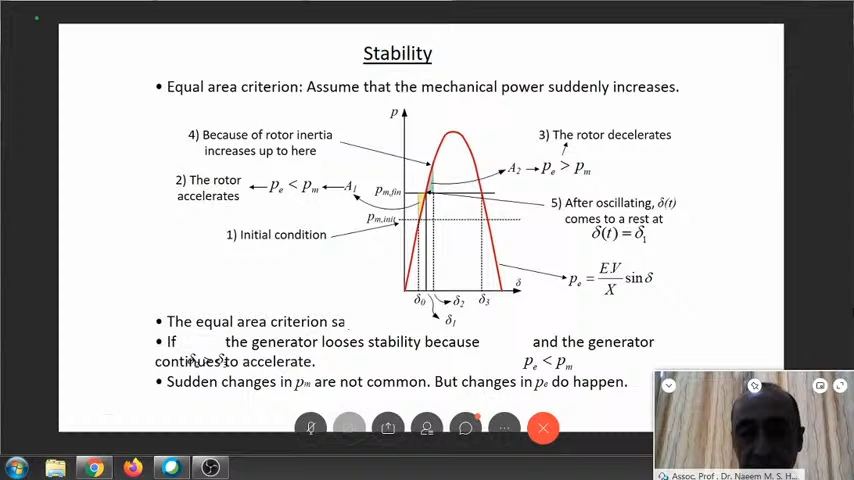 Stability
• Equal area criterion: Assume that the mechanical power suddenly increases.
p
4) Because of rotor inertia
increases up to here
3) The rotor decelerates
A2 → pe > pm
2) The rotor
accelerates
pe < pm
A1
pm,fin
5) After oscillating, δ(t)
comes to a rest at
δ(t) = δ1
pm,init
1) Initial condition
pe = E.V / X sin δ
δ
δ0
δ2
δ3
δ1
• The equal area criterion sa
• If the generator looses stability because and the generator
continues to accelerate.
pe < pm
• Sudden changes in pm are not common. But changes in pe do happen.
Assoc. Prof. Dr. Naeem M. S. H...